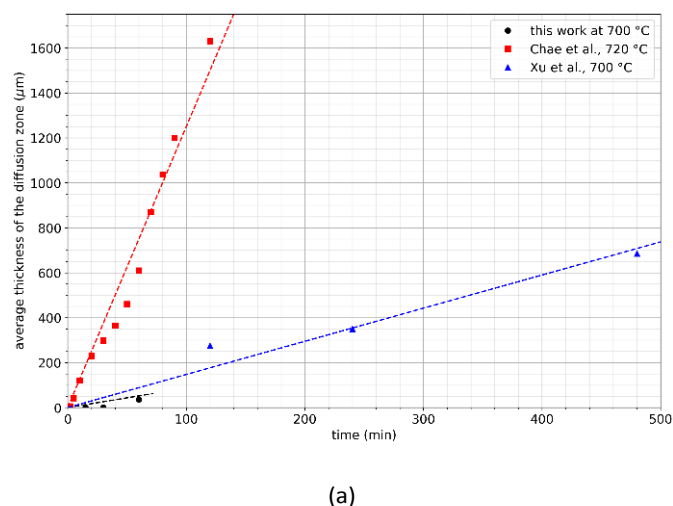 this work at 700 °C
Chae et al., 720 °C
Xu et al., 700 °C
average thickness of the diffusion zone (μm)
1600
1400
1200
1000
800
600
400
200
0
0 100 200 300 400 500
time (min)
(a)